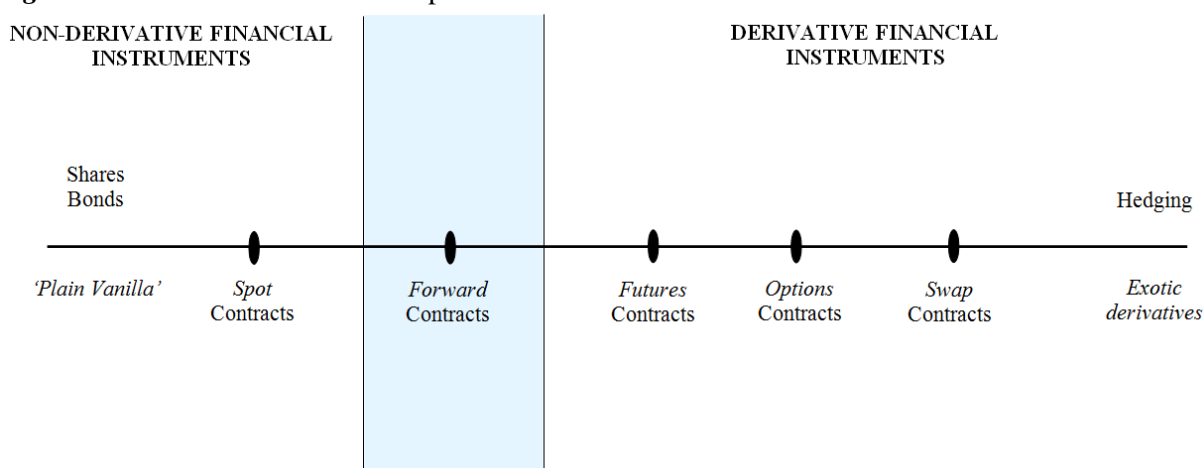 NON-DERIVATIVE FINANCIAL
INSTRUMENTS
DERIVATIVE FINANCIAL
INSTRUMENTS
Shares
Bonds
Hedging
‘Plain Vanilla’
Spot
Contracts
Forward
Contracts
Futures
Contracts
Options
Contracts
Swap
Contracts
Exotic
derivatives